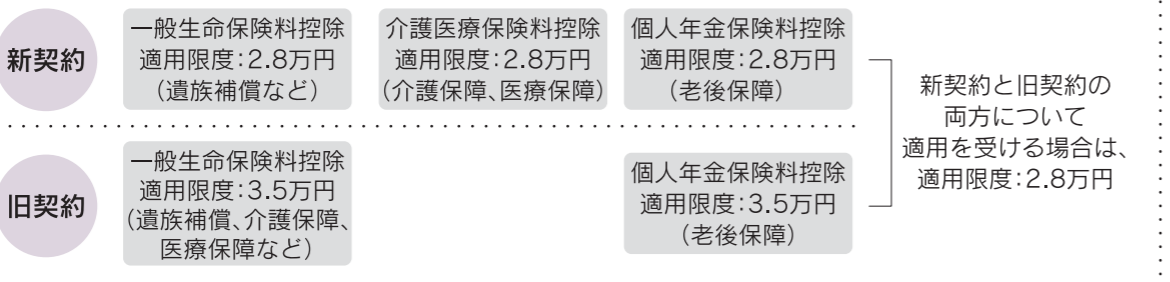 新契約
一般生命保険料控除
適用限度：2.8万円
（遺族補償など）
介護医療保険料控除
適用限度：2.8万円
（介護保障、医療保障）
個人年金保険料控除
適用限度：2.8万円
（老後保障）
旧契約
一般生命保険料控除
適用限度：3.5万円
（遺族補償、介護保障、
医療保障など）
個人年金保険料控除
適用限度：3.5万円
（老後保障）
新契約と旧契約の
両方について
適用を受ける場合は、
適用限度：2.8万円